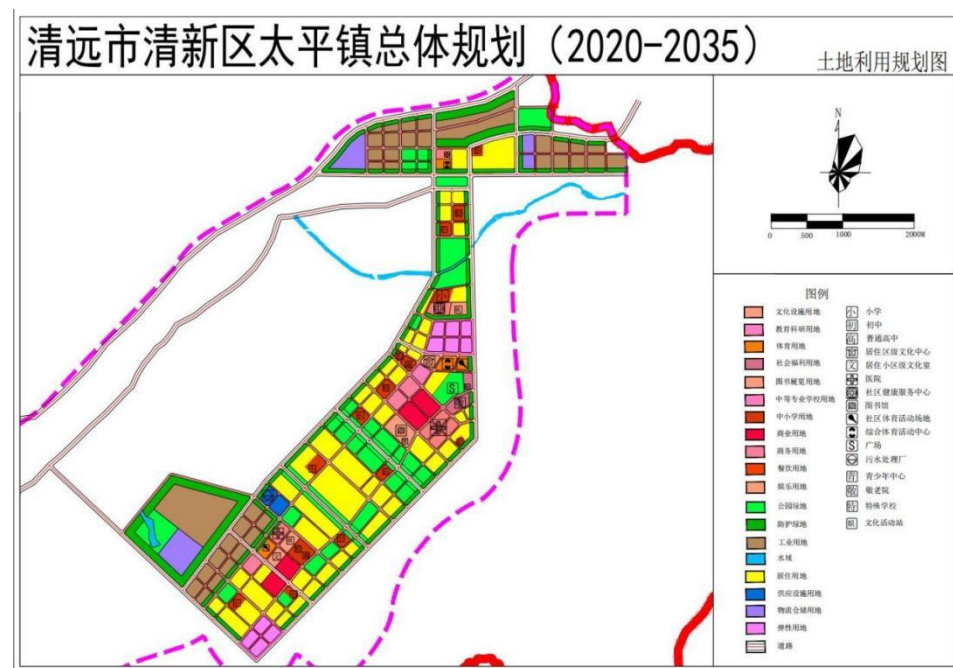 清远市清新区太平镇总体规划（2020-2035）
土地利用规划图
N
0 500 1000 2000M
图例
文化设施用地
教育科研用地
体育用地
社会福利用地
图书展览用地
中等专业学校用地
中小学用地
商业用地
商务用地
餐饮用地
娱乐用地
公园绿地
防护绿地
工业用地
水域
居住用地
供应设施用地
物流仓储用地
弹性用地
道路
小 小学
初 初中
高 普通高中
居住区级文化中心
文 居住小区级文化室
医院
社区健康服务中心
图书馆
社区体育活动场地
综合体育活动中心
S 广场
污水处理厂
青 青少年中心
敬 敬老院
特 特殊学校
文化活动站
S